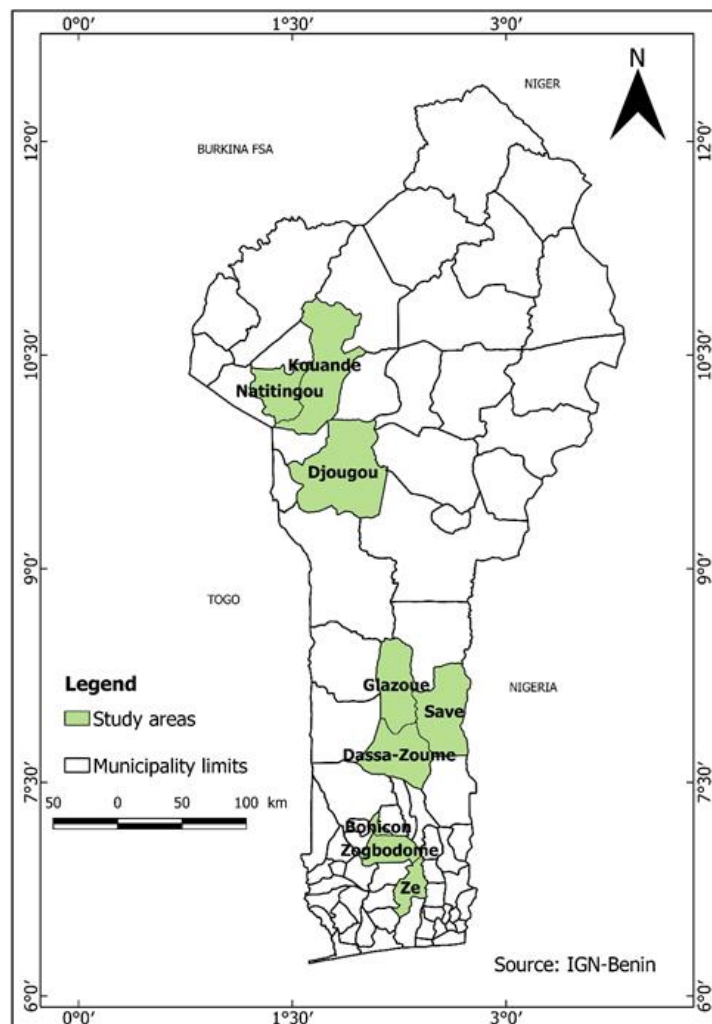 0°0′ 1°30′ 3°0′
N
NIGER
12°0′ 12°0′
BURKINA FSA
10°30′ 10°30′
Kouande
Natitingou
Djougou
9°0′ 9°0′
TOGO
Legend
Glazoue
NIGERIA
Study areas
Save
Dassa-Zoume
Municipality limits
7°30′ 7°30′
50 0 50 100 km
Bohicon
Zogbodome
Ze
Source: IGN-Benin
6°0′ 6°0′
0°0′ 1°30′ 3°0′